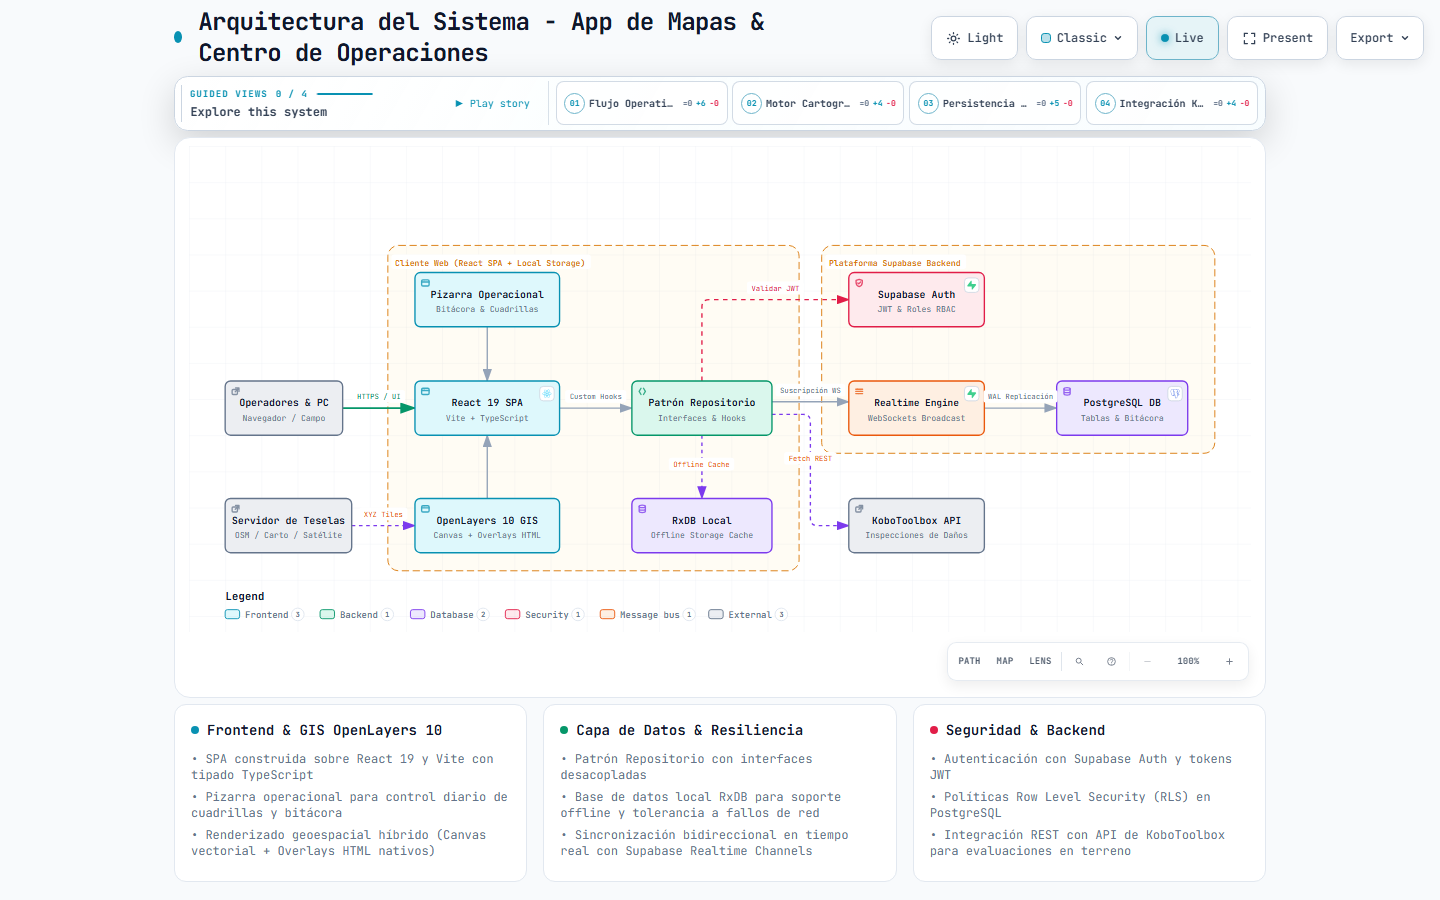 Arquitectura del Sistema - App de Mapas &
Centro de Operaciones
Light
Classic
Live
Present
Export
GUIDED VIEWS 0 / 4
Explore this system
Play story
01 Flujo Operati… =0 +6 -0
02 Motor Cartogr… =0 +4 -0
03 Persistencia … =0 +5 -0
04 Integración K… =0 +4 -0
Cliente Web (React SPA + Local Storage)
Plataforma Supabase Backend
Pizarra Operacional
Bitácora & Cuadrillas
Validar JWT
Supabase Auth
JWT & Roles RBAC
Operadores & PC
Navegador / Campo
HTTPS / UI
React 19 SPA
Vite + TypeScript
Custom Hooks
Patrón Repositorio
Interfaces & Hooks
Suscripción WS
Realtime Engine
WebSockets Broadcast
WAL Replicación
PostgreSQL DB
Tablas & Bitácora
Offline Cache
Fetch REST
Servidor de Teselas
OSM / Carto / Satélite
XYZ Tiles
OpenLayers 10 GIS
Canvas + Overlays HTML
RxDB Local
Offline Storage Cache
KoboToolbox API
Inspecciones de Daños
Legend
Frontend 3
Backend 1
Database 2
Security 1
Message bus 1
External 3
PATH
MAP
LENS
100%
Frontend & GIS OpenLayers 10
• SPA construida sobre React 19 y Vite con
tipado TypeScript
• Pizarra operacional para control diario de
cuadrillas y bitácora
• Renderizado geoespacial híbrido (Canvas
vectorial + Overlays HTML nativos)
Capa de Datos & Resiliencia
• Patrón Repositorio con interfaces
desacopladas
• Base de datos local RxDB para soporte
offline y tolerancia a fallos de red
• Sincronización bidireccional en tiempo
real con Supabase Realtime Channels
Seguridad & Backend
• Autenticación con Supabase Auth y tokens
JWT
• Políticas Row Level Security (RLS) en
PostgreSQL
• Integración REST con API de KoboToolbox
para evaluaciones en terreno